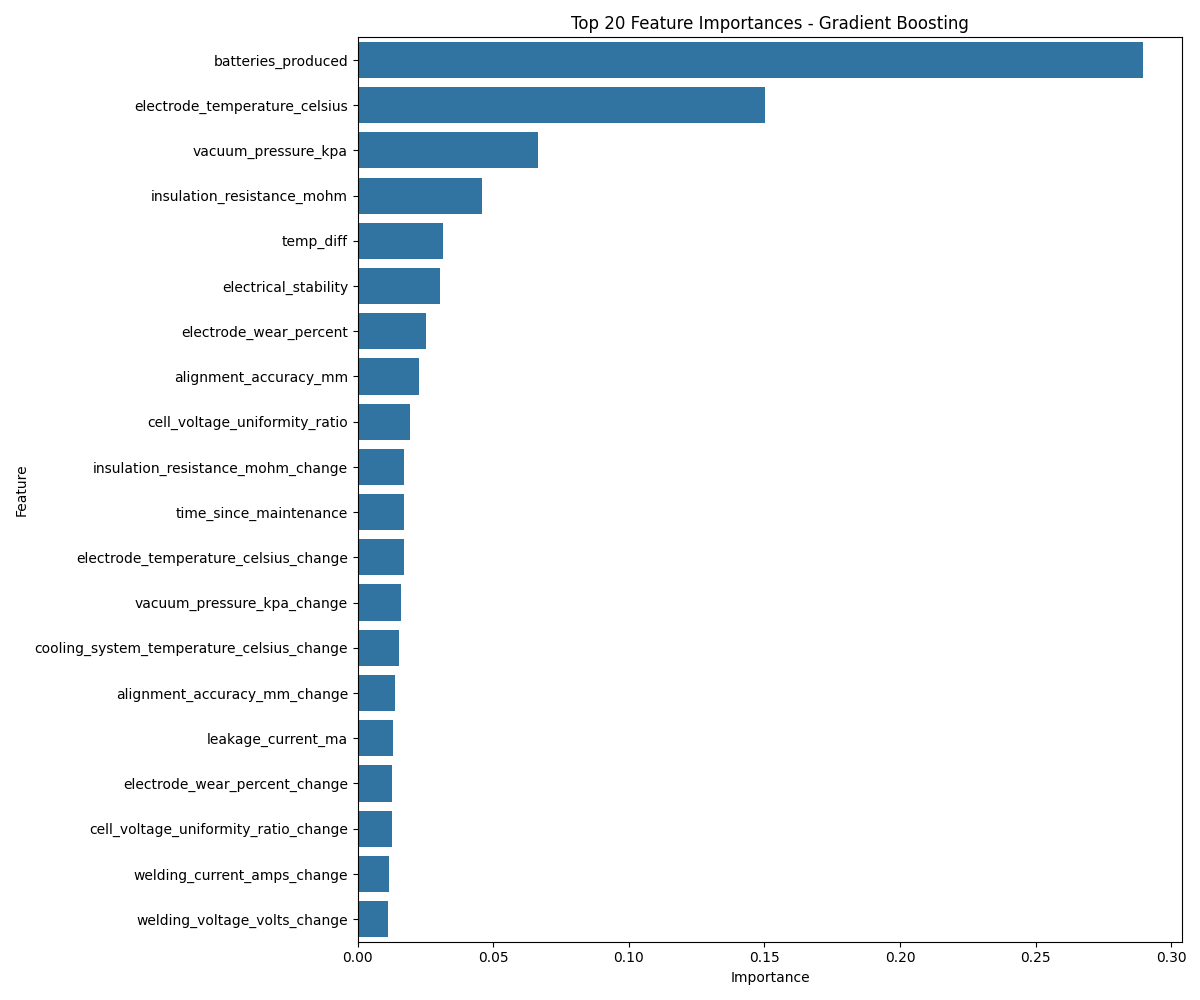 Top 20 Feature Importances - Gradient Boosting
batteries_produced
electrode_temperature_celsius
vacuum_pressure_kpa
insulation_resistance_mohm
temp_diff
electrical_stability
electrode_wear_percent
alignment_accuracy_mm
cell_voltage_uniformity_ratio
insulation_resistance_mohm_change
time_since_maintenance
electrode_temperature_celsius_change
vacuum_pressure_kpa_change
cooling_system_temperature_celsius_change
alignment_accuracy_mm_change
leakage_current_ma
electrode_wear_percent_change
cell_voltage_uniformity_ratio_change
welding_current_amps_change
welding_voltage_volts_change
Feature
0.00 0.05 0.10 0.15 0.20 0.25 0.30
Importance